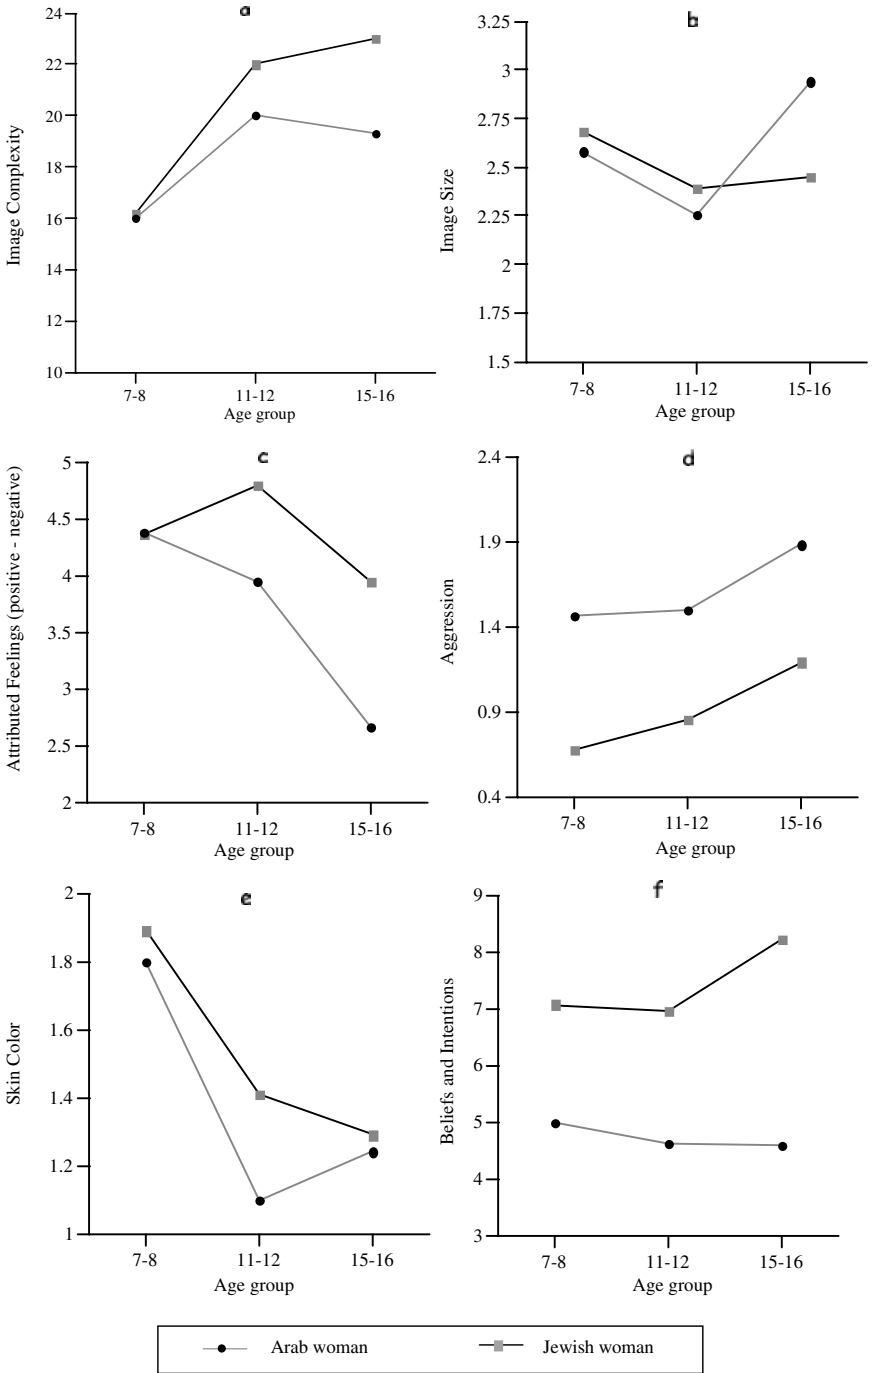 a
24
22
20
18
16
14
12
10
Image Complexity
7-8 11-12 15-16
Age group
b
3.25
3
2.75
2.5
2.25
2
1.75
1.5
Image Size
7-8 11-12 15-16
Age group
c
5
4.5
4
3.5
3
2.5
2
Attributed Feelings (positive - negative)
7-8 11-12 15-16
Age group
d
2.4
1.9
1.4
0.9
0.4
Aggression
7-8 11-12 15-16
Age group
e
2
1.8
1.6
1.4
1.2
1
Skin Color
7-8 11-12 15-16
Age group
f
9
8
7
6
5
4
3
Beliefs and Intentions
7-8 11-12 15-16
Age group
Arab woman Jewish woman